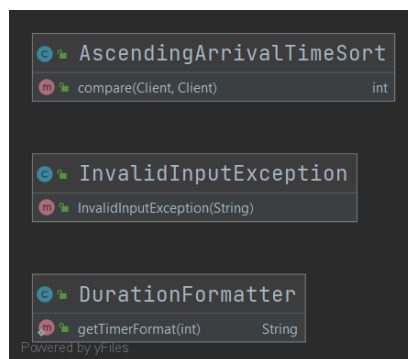 AscendingArrivalTimeSort
compare(Client, Client) int
InvalidInputException
InvalidInputException(String)
DurationFormatter
getTimerFormat(int) String
Powered by yFiles